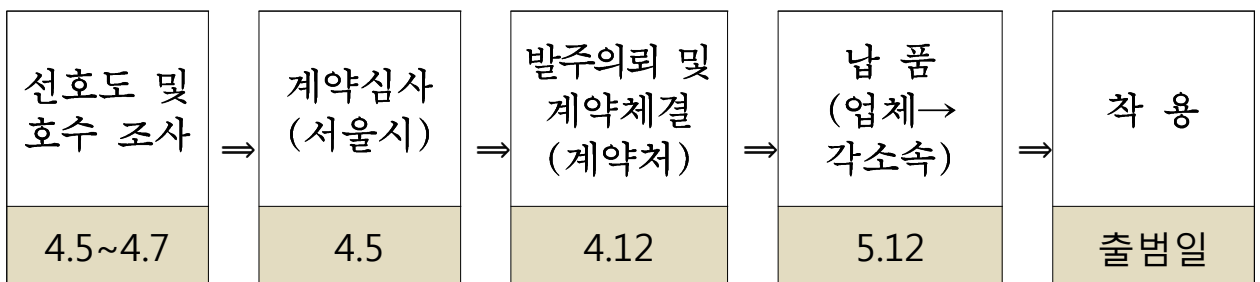 선호도 및
호수 조사
4.5~4.7
⇒
계약심사
(서울시)
4.5
⇒
발주의뢰 및
계약체결
(계약처)
4.12
⇒
납 품
(업체→
각소속)
5.12
⇒
착 용
출범일